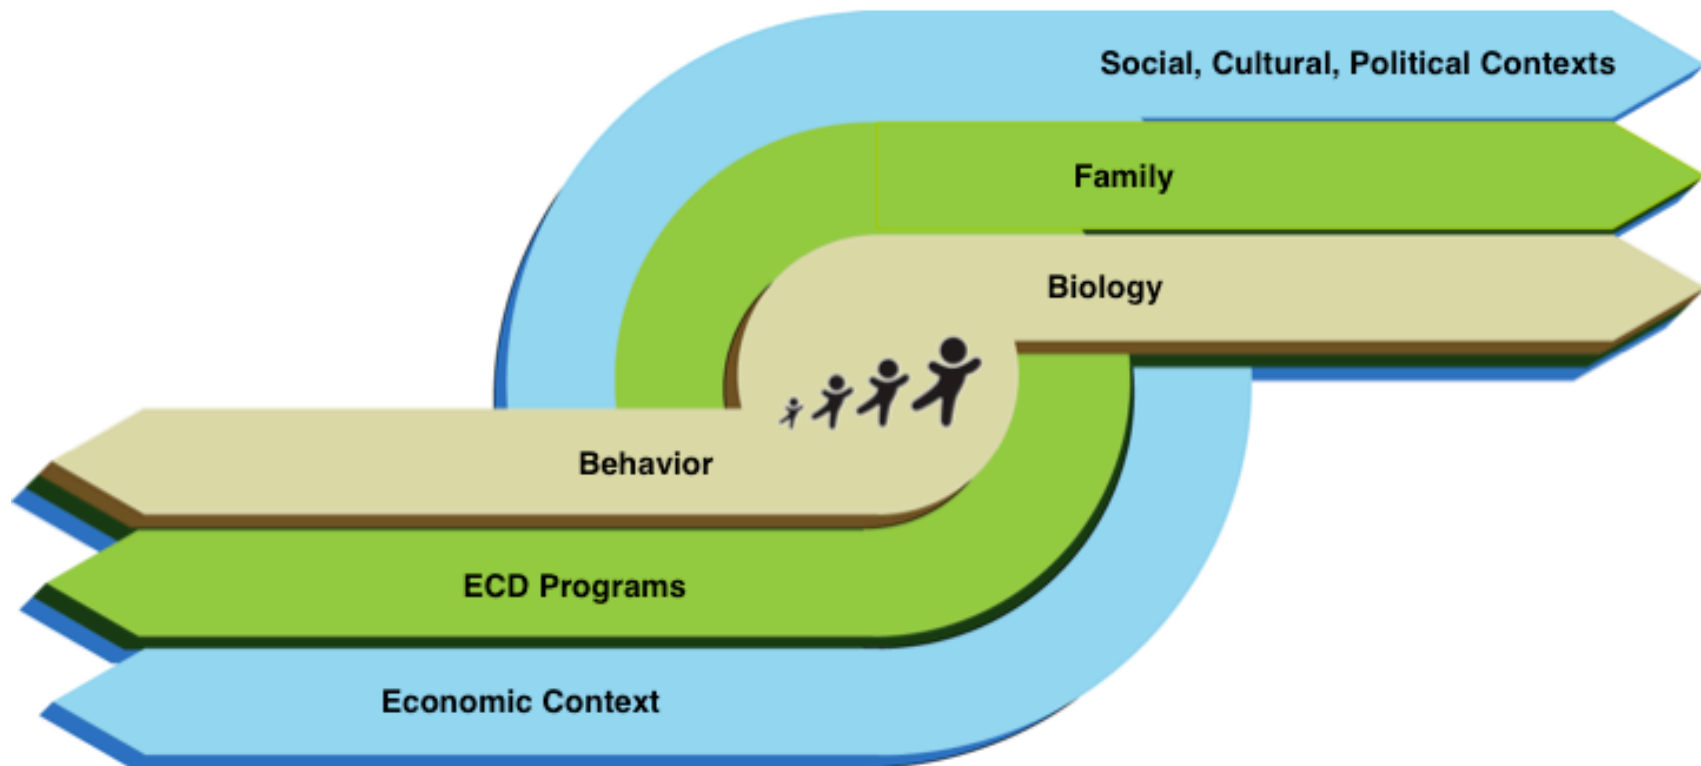 Social, Cultural, Political Contexts
Family
Biology
Behavior
ECD Programs
Economic Context